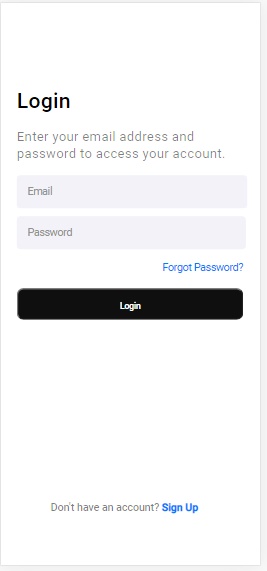 Login
Enter your email address and
password to access your account.
Email
Password
Forgot Password?
Login
Don't have an account? Sign Up